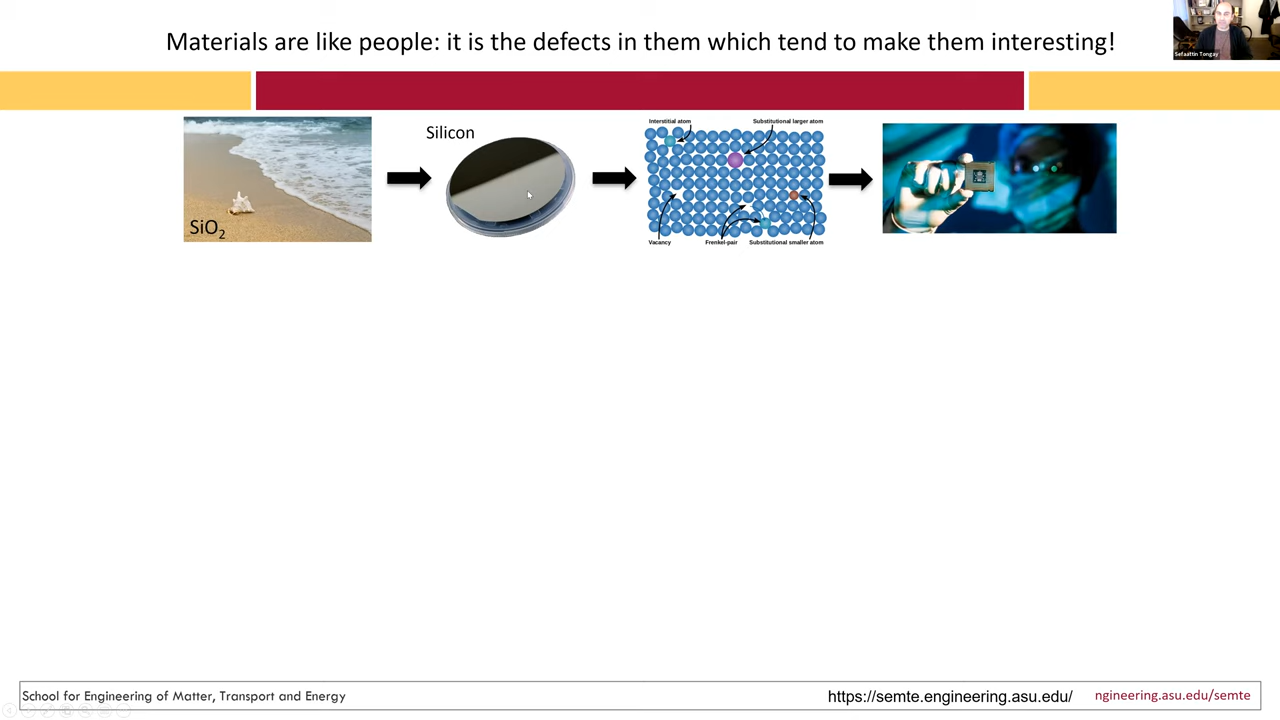 Materials are like people: it is the defects in them which tend to make them interesting!
Sefaattin Tongay
Silicon
SiO₂
Interstitial atom
Substitutional larger atom
Vacancy
Frenkel-pair
Substitutional smaller atom
School for Engineering of Matter, Transport and Energy
https://semte.engineering.asu.edu/
ngineering.asu.edu/semte